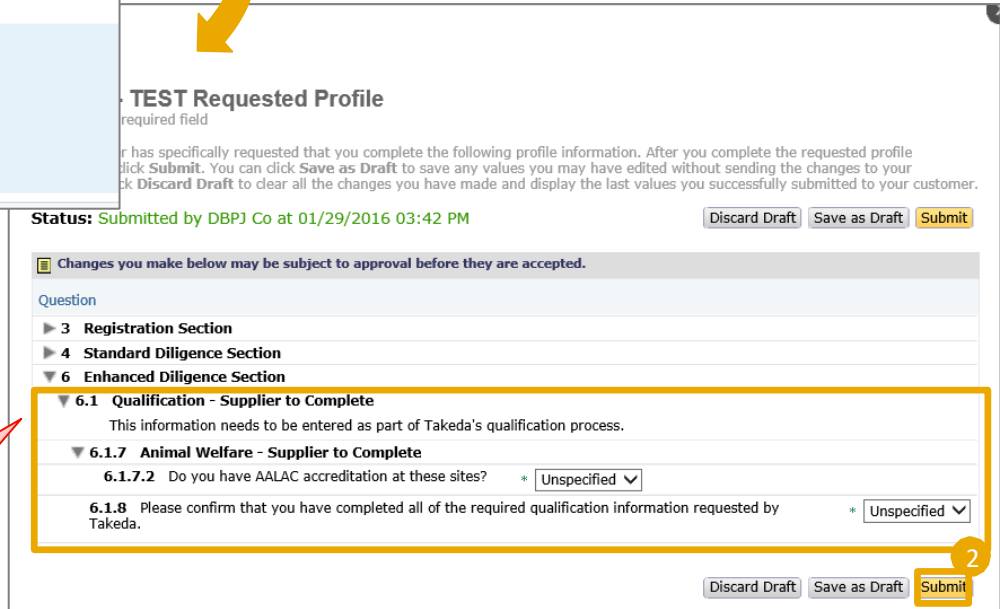 - TEST Requested Profile
required field
r has specifically requested that you complete the following profile information. After you complete the requested profile
click Submit. You can click Save as Draft to save any values you may have edited without sending the changes to your
ck Discard Draft to clear all the changes you have made and display the last values you successfully submitted to your customer.
Status: Submitted by DBPJ Co at 01/29/2016 03:42 PM
Discard Draft Save as Draft Submit
Changes you make below may be subject to approval before they are accepted.
Question
3 Registration Section
4 Standard Diligence Section
6 Enhanced Diligence Section
6.1 Qualification - Supplier to Complete
This information needs to be entered as part of Takeda's qualification process.
6.1.7 Animal Welfare - Supplier to Complete
6.1.7.2 Do you have AALAC accreditation at these sites? * Unspecified
6.1.8 Please confirm that you have completed all of the required qualification information requested by * Unspecified
Takeda.
2
Discard Draft Save as Draft Submit